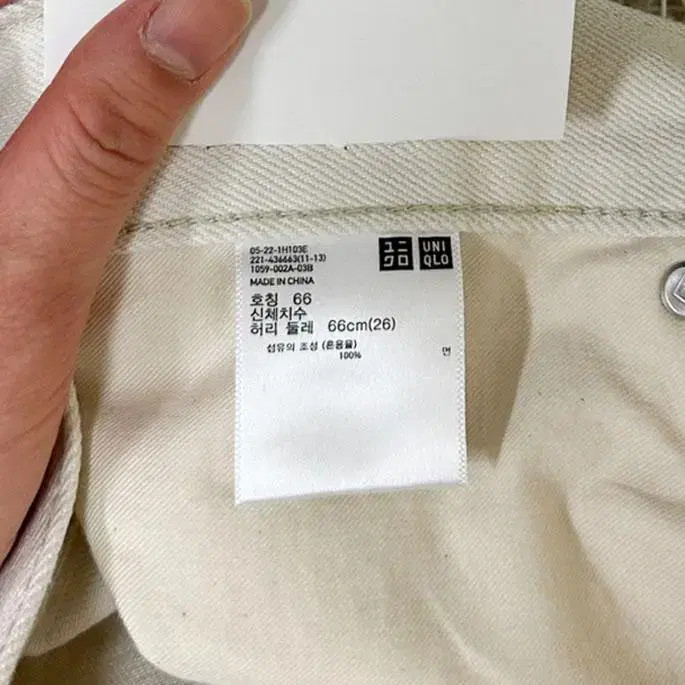 05-22-1H103E
221-436663(11-13)
1059-002A-03B
MADE IN CHINA
ユニ
クロ
UNI
QLO
호칭 66
신체치수
허리 둘레 66cm(26)
섬유의 조성 (혼용율)
100% 면